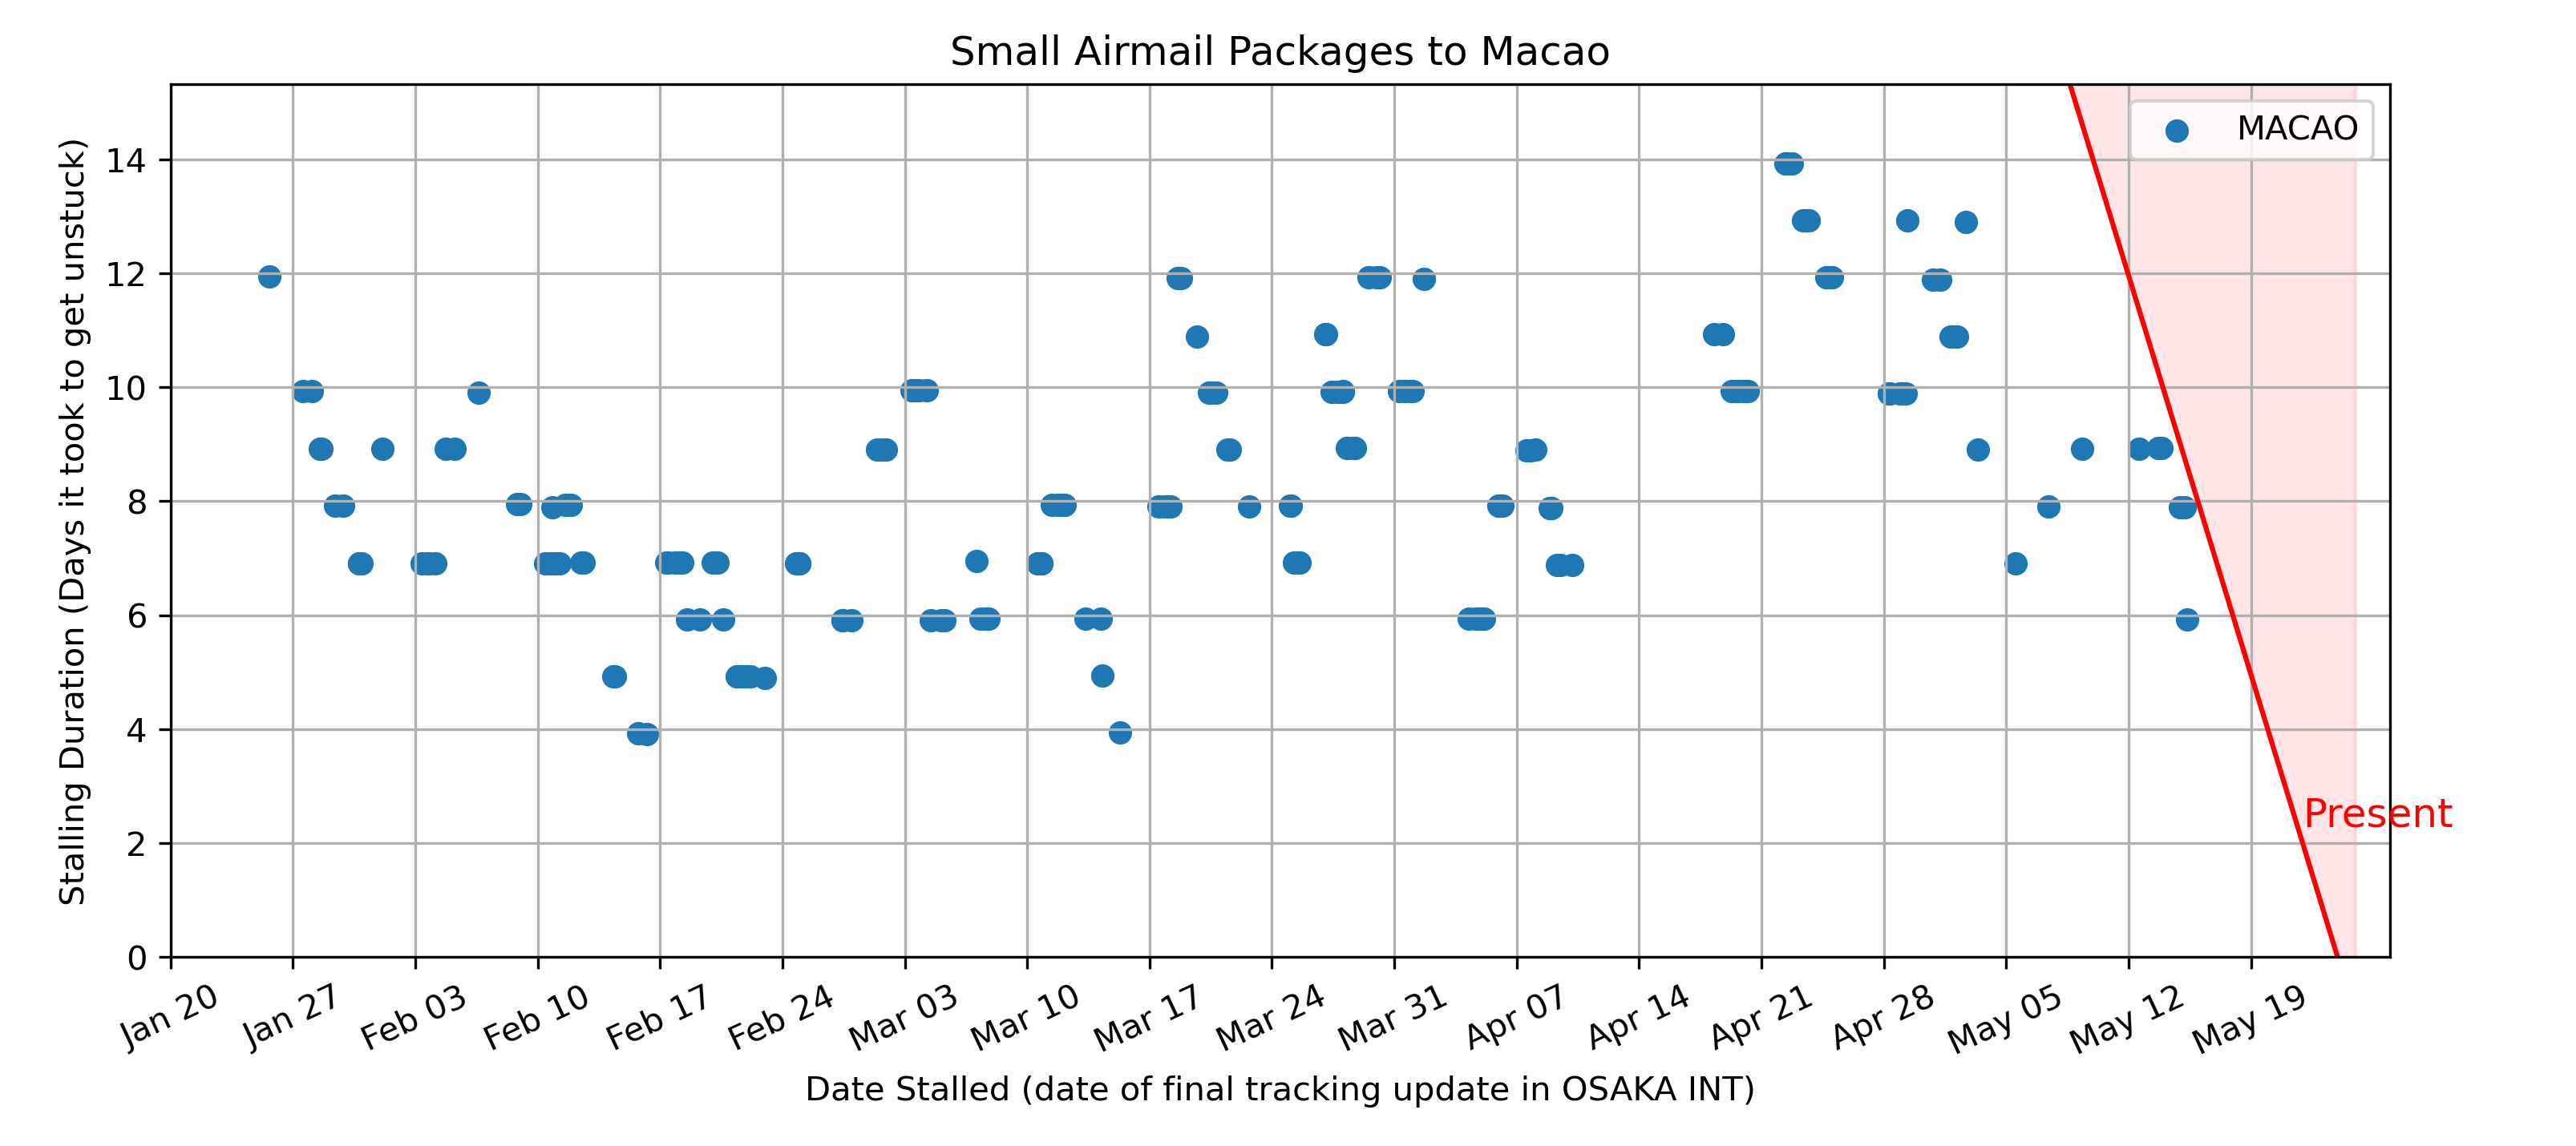 Small Airmail Packages to Macao
MACAO
Stalling Duration (Days it took to get unstuck)
14
12
10
8
6
4
2
0
Present
Jan 20 Jan 27 Feb 03 Feb 10 Feb 17 Feb 24 Mar 03 Mar 10 Mar 17 Mar 24 Mar 31 Apr 07 Apr 14 Apr 21 Apr 28 May 05 May 12 May 19
Date Stalled (date of final tracking update in OSAKA INT)